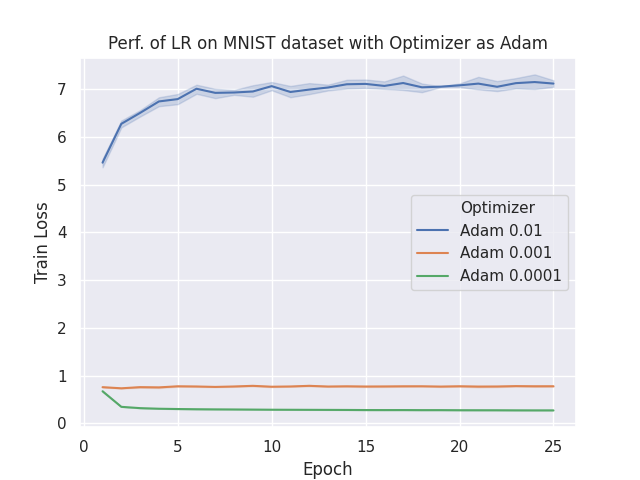 Perf. of LR on MNIST dataset with Optimizer as Adam
Train Loss
7
6
5
4
3
2
1
0
Optimizer
Adam 0.01
Adam 0.001
Adam 0.0001
0 5 10 15 20 25
Epoch